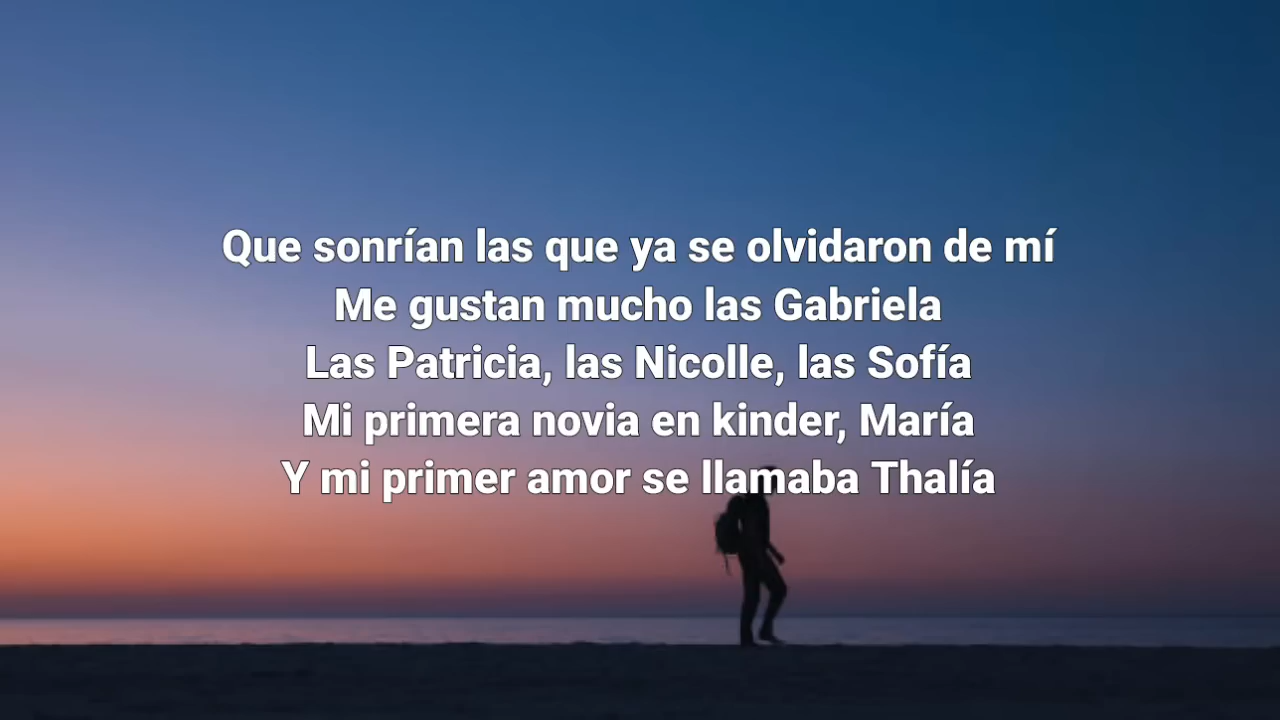 Que sonrían las que ya se olvidaron de mí
Me gustan mucho las Gabriela
Las Patricia, las Nicolle, las Sofía
Mi primera novia en kinder, María
Y mi primer amor se llamaba Thalía